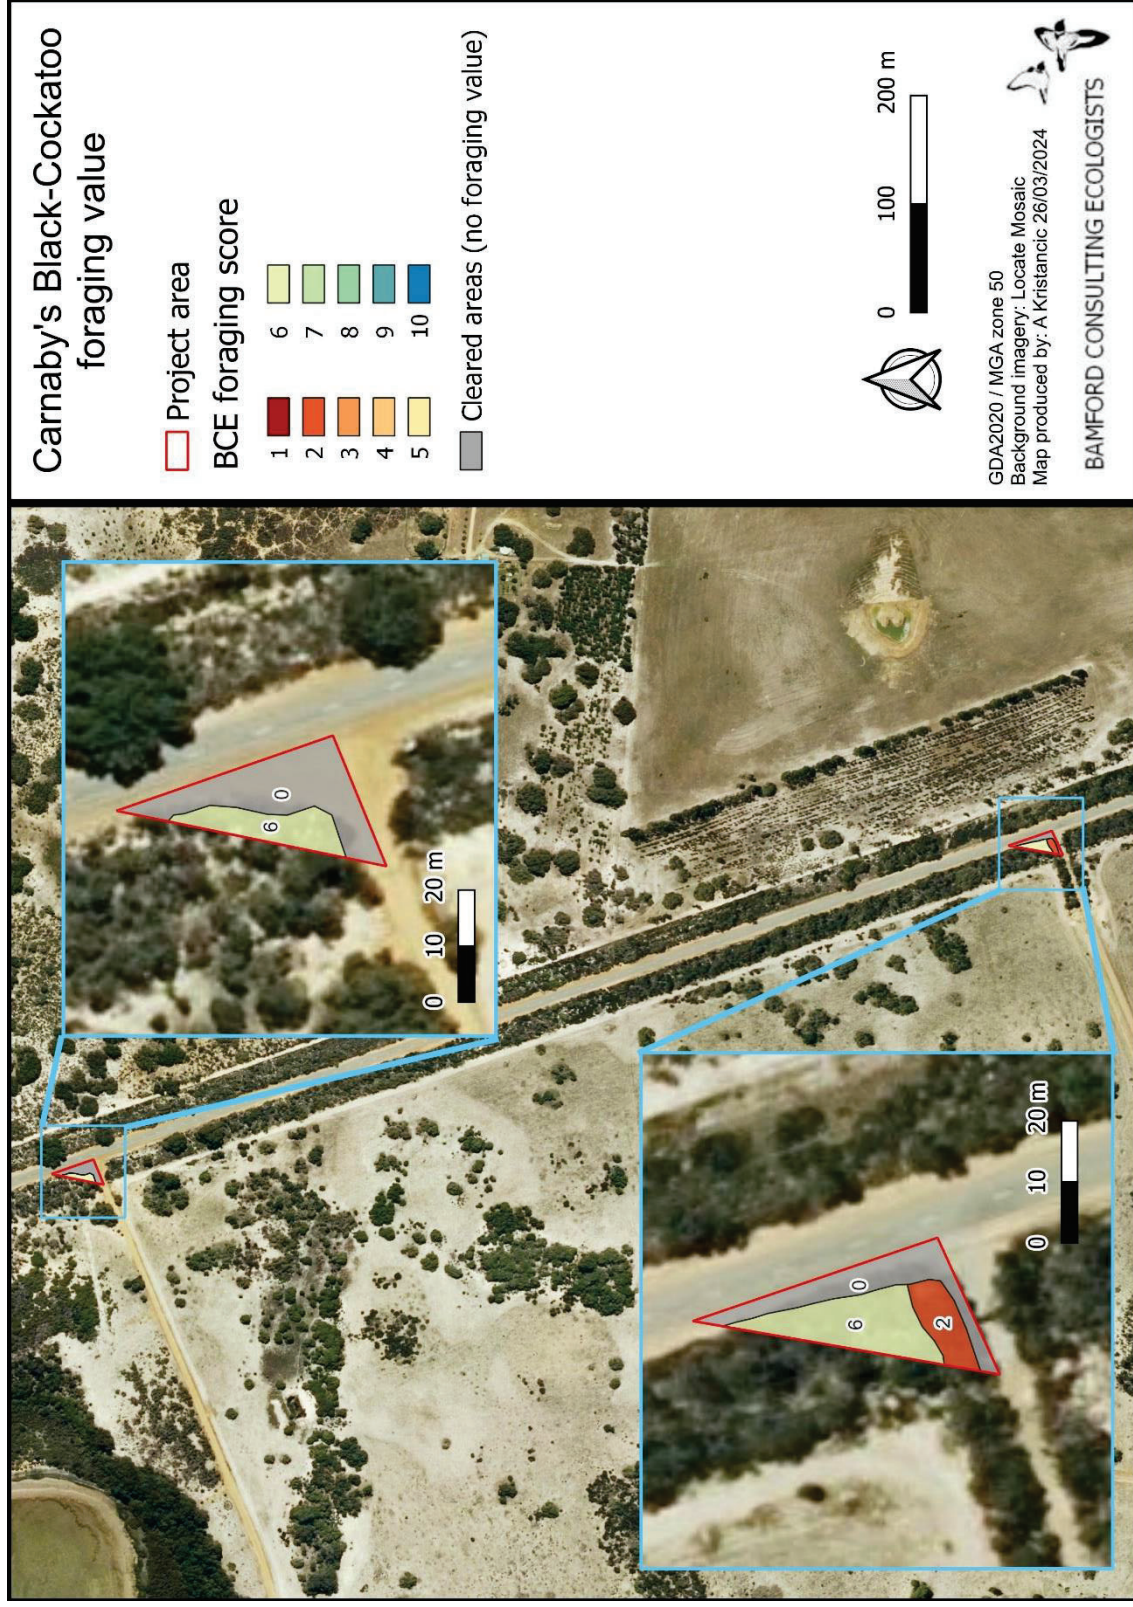 Carnaby's Black-Cockatoo
foraging value
Project area
BCE foraging score
1
2
3
4
5
6
7
8
9
10
Cleared areas (no foraging value)
0 100 200 m
GDA2020 / MGA zone 50
Background imagery: Locate Mosaic
Map produced by: A Kristancic 26/03/2024
BAMFORD CONSULTING ECOLOGISTS
6
0
0 10 20 m
6
0
2
0 10 20 m